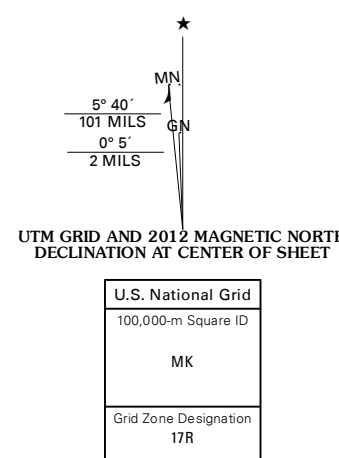 ★
MN
5° 40´
101 MILS
GN
0° 5´
2 MILS
UTM GRID AND 2012 MAGNETIC NORTH
DECLINATION AT CENTER OF SHEET
U.S. National Grid
100,000-m Square ID
MK
Grid Zone Designation
17R